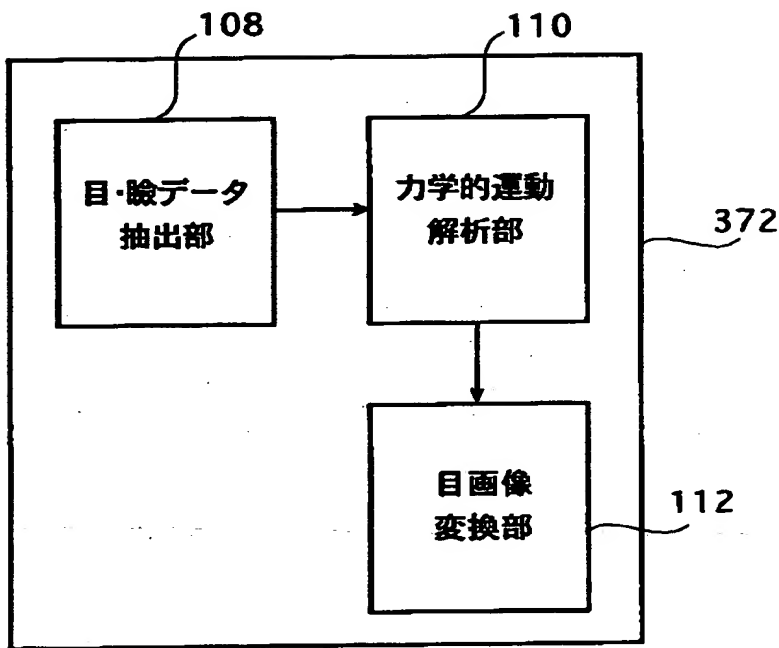 108
110
目・瞼データ
抽出部
力学的運動
解析部
372
目画像
変換部
112